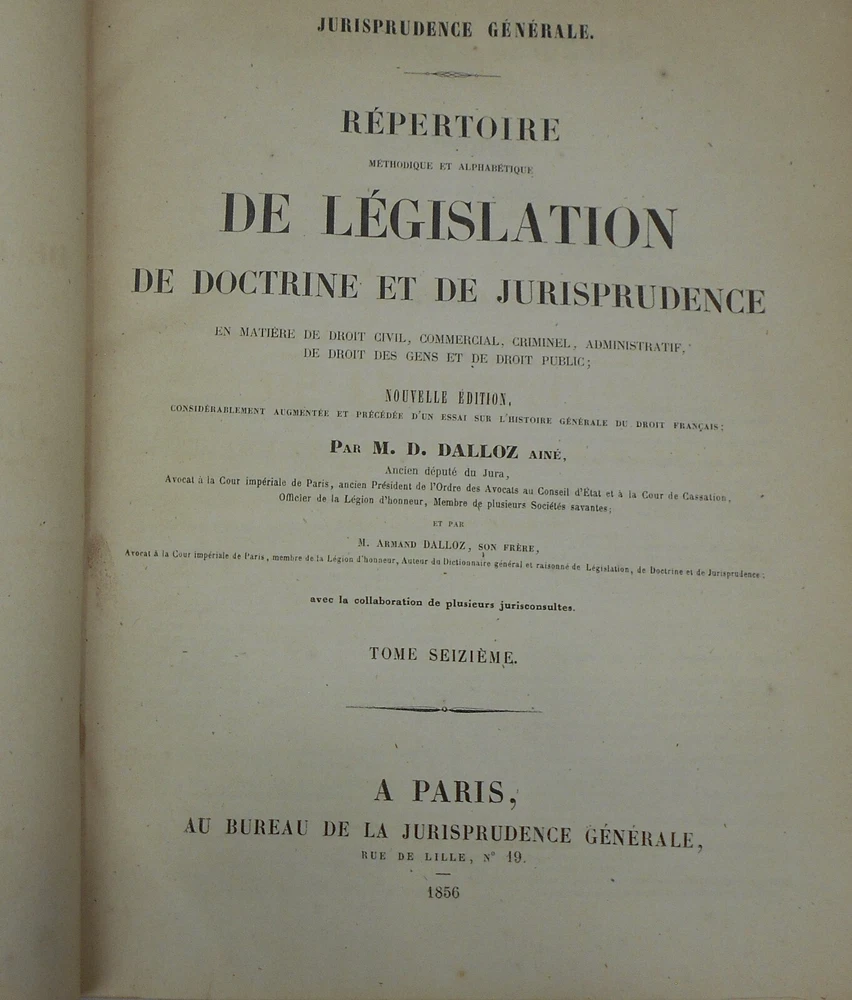 JURISPRUDENCE GÉNÉRALE.
RÉPERTOIRE
MÉTHODIQUE ET ALPHABÉTIQUE
DE LÉGISLATION
DE DOCTRINE ET DE JURISPRUDENCE
EN MATIÈRE DE DROIT CIVIL, COMMERCIAL, CRIMINEL, ADMINISTRATIF,
DE DROIT DES GENS ET DE DROIT PUBLIC;
NOUVELLE ÉDITION,
CONSIDÉRABLEMENT AUGMENTÉE ET PRÉCÉDÉE D'UN ESSAI SUR L'HISTOIRE GÉNÉRALE DU DROIT FRANÇAIS;
PAR M. D. DALLOZ AINÉ,
Ancien député du Jura,
Avocat à la Cour impériale de Paris, ancien Président de l'Ordre des Avocats au Conseil d'État et à la Cour de Cassation,
Officier de la Légion d'honneur, Membre de plusieurs Sociétés savantes;
ET PAR
M. ARMAND DALLOZ, SON FRÈRE,
Avocat à la Cour impériale de Paris, membre de la Légion d'honneur, Auteur du Dictionnaire général et raisonné de Législation, de Doctrine et de Jurisprudence;
avec la collaboration de plusieurs jurisconsultes.
TOME SEIZIÈME.
A PARIS,
AU BUREAU DE LA JURISPRUDENCE GÉNÉRALE,
RUE DE LILLE, N° 19.
1856